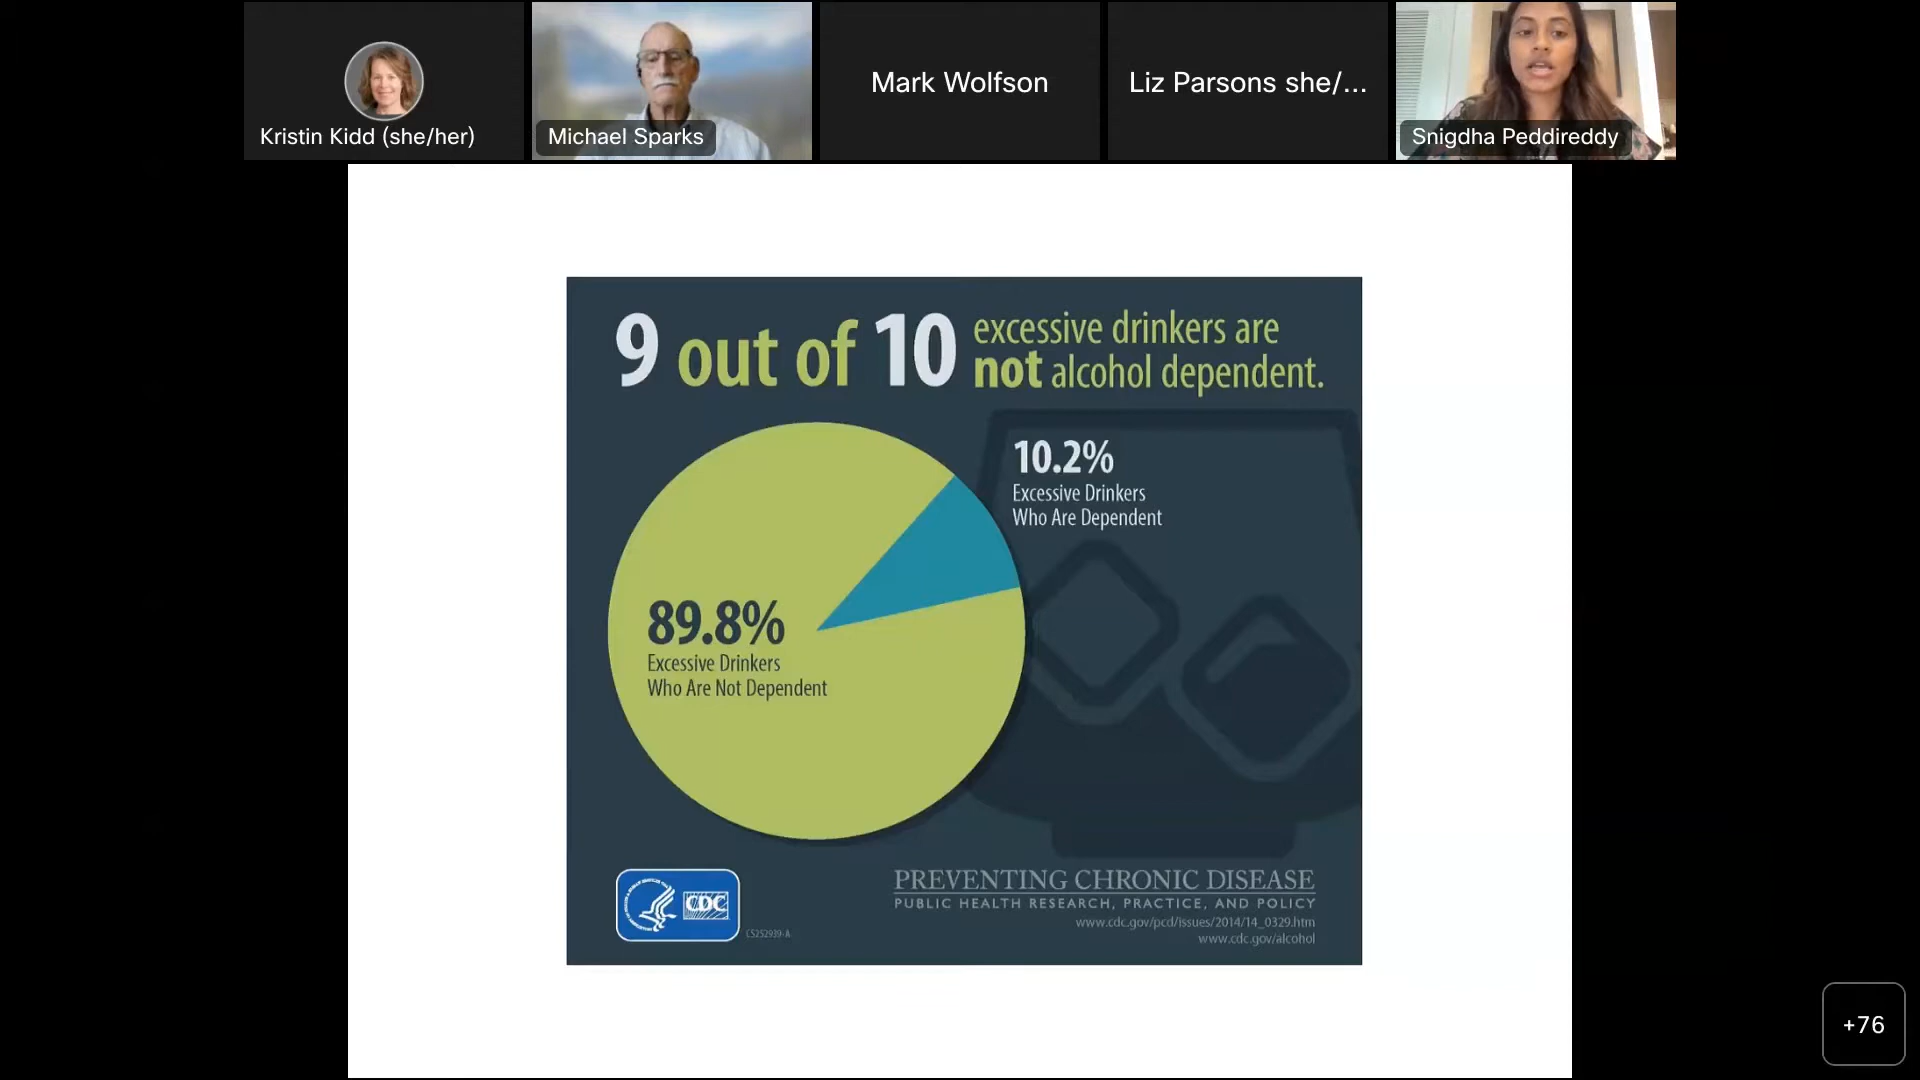 Kristin Kidd (she/her)
Michael Sparks
Mark Wolfson
Liz Parsons she/...
Snigdha Peddireddy
9 out of 10 excessive drinkers are
not alcohol dependent.
10.2%
Excessive Drinkers
Who Are Dependent
89.8%
Excessive Drinkers
Who Are Not Dependent
CDC
CS252939-A
PREVENTING CHRONIC DISEASE
PUBLIC HEALTH RESEARCH, PRACTICE, AND POLICY
www.cdc.gov/pcd/issues/2014/14_0329.htm
www.cdc.gov/alcohol
+76